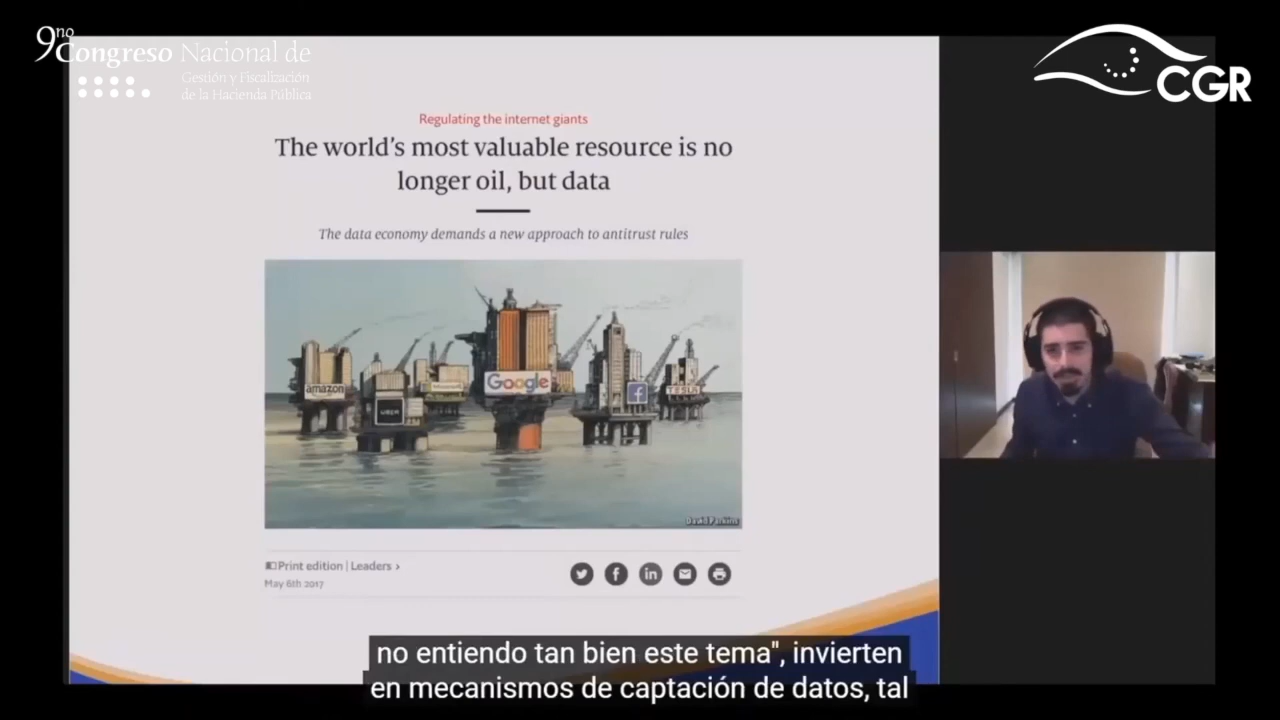 9no Congreso Nacional de
Gestión y Fiscalización
de la Hacienda Pública
CGR
Regulating the internet giants
The world's most valuable resource is no
longer oil, but data
The data economy demands a new approach to antitrust rules
amazon
UBER
Google
f
TESLA
David Parkins
Print edition | Leaders ›
May 6th 2017
no entiendo tan bien este tema", invierten
en mecanismos de captación de datos, tal